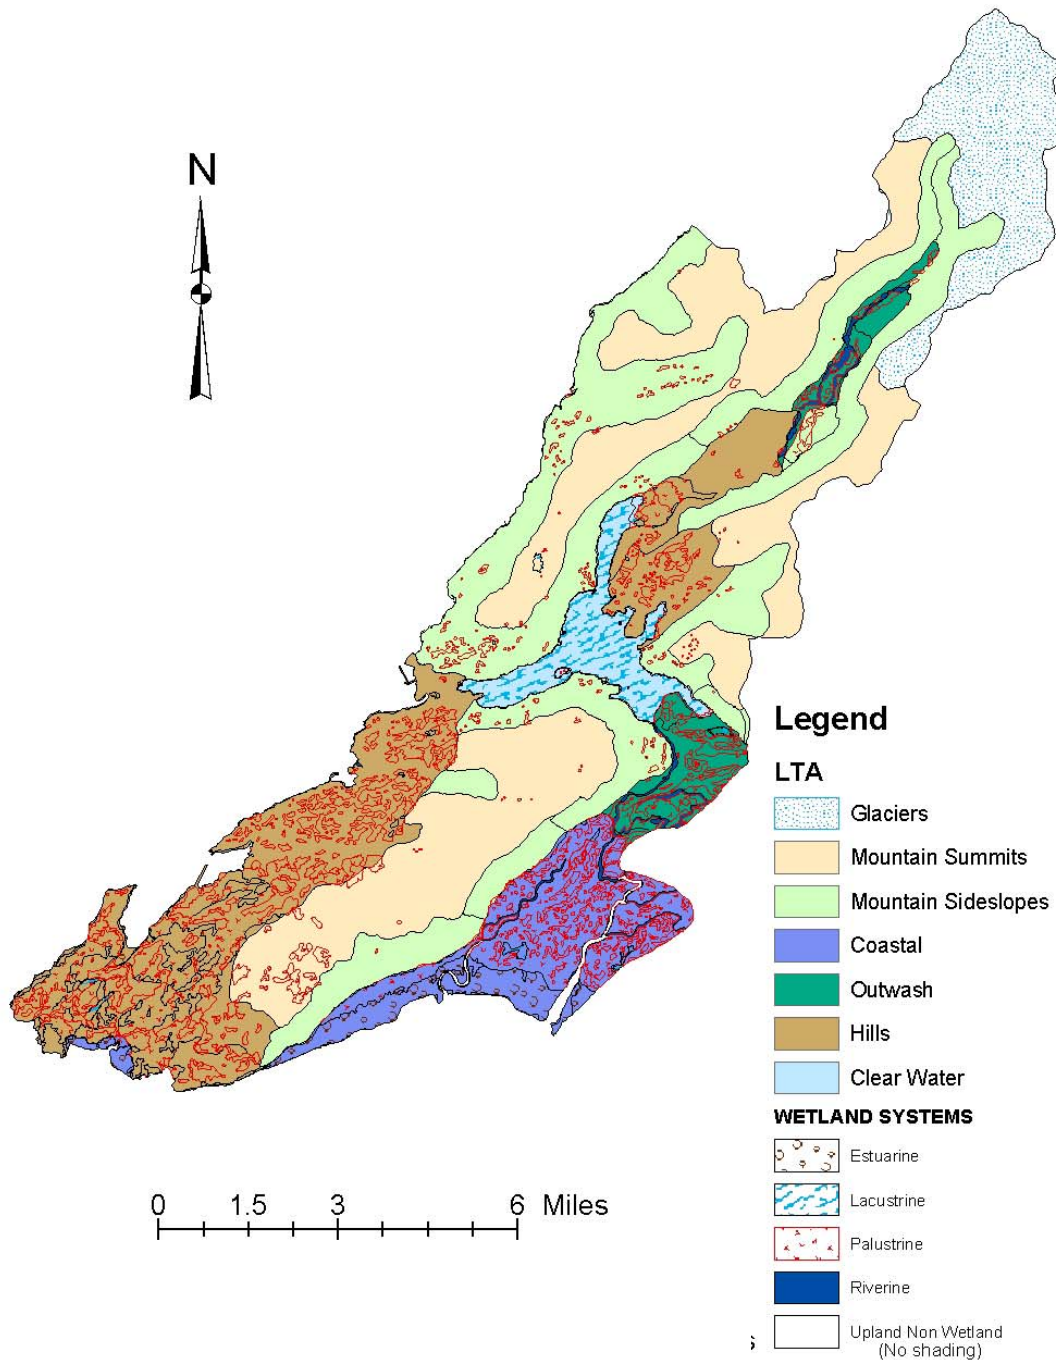 N
Legend
LTA
Glaciers
Mountain Summits
Mountain Sideslopes
Coastal
Outwash
Hills
Clear Water
WETLAND SYSTEMS
Estuarine
Lacustrine
Palustrine
Riverine
Upland Non Wetland
(No shading)
0 1.5 3 6 Miles
s